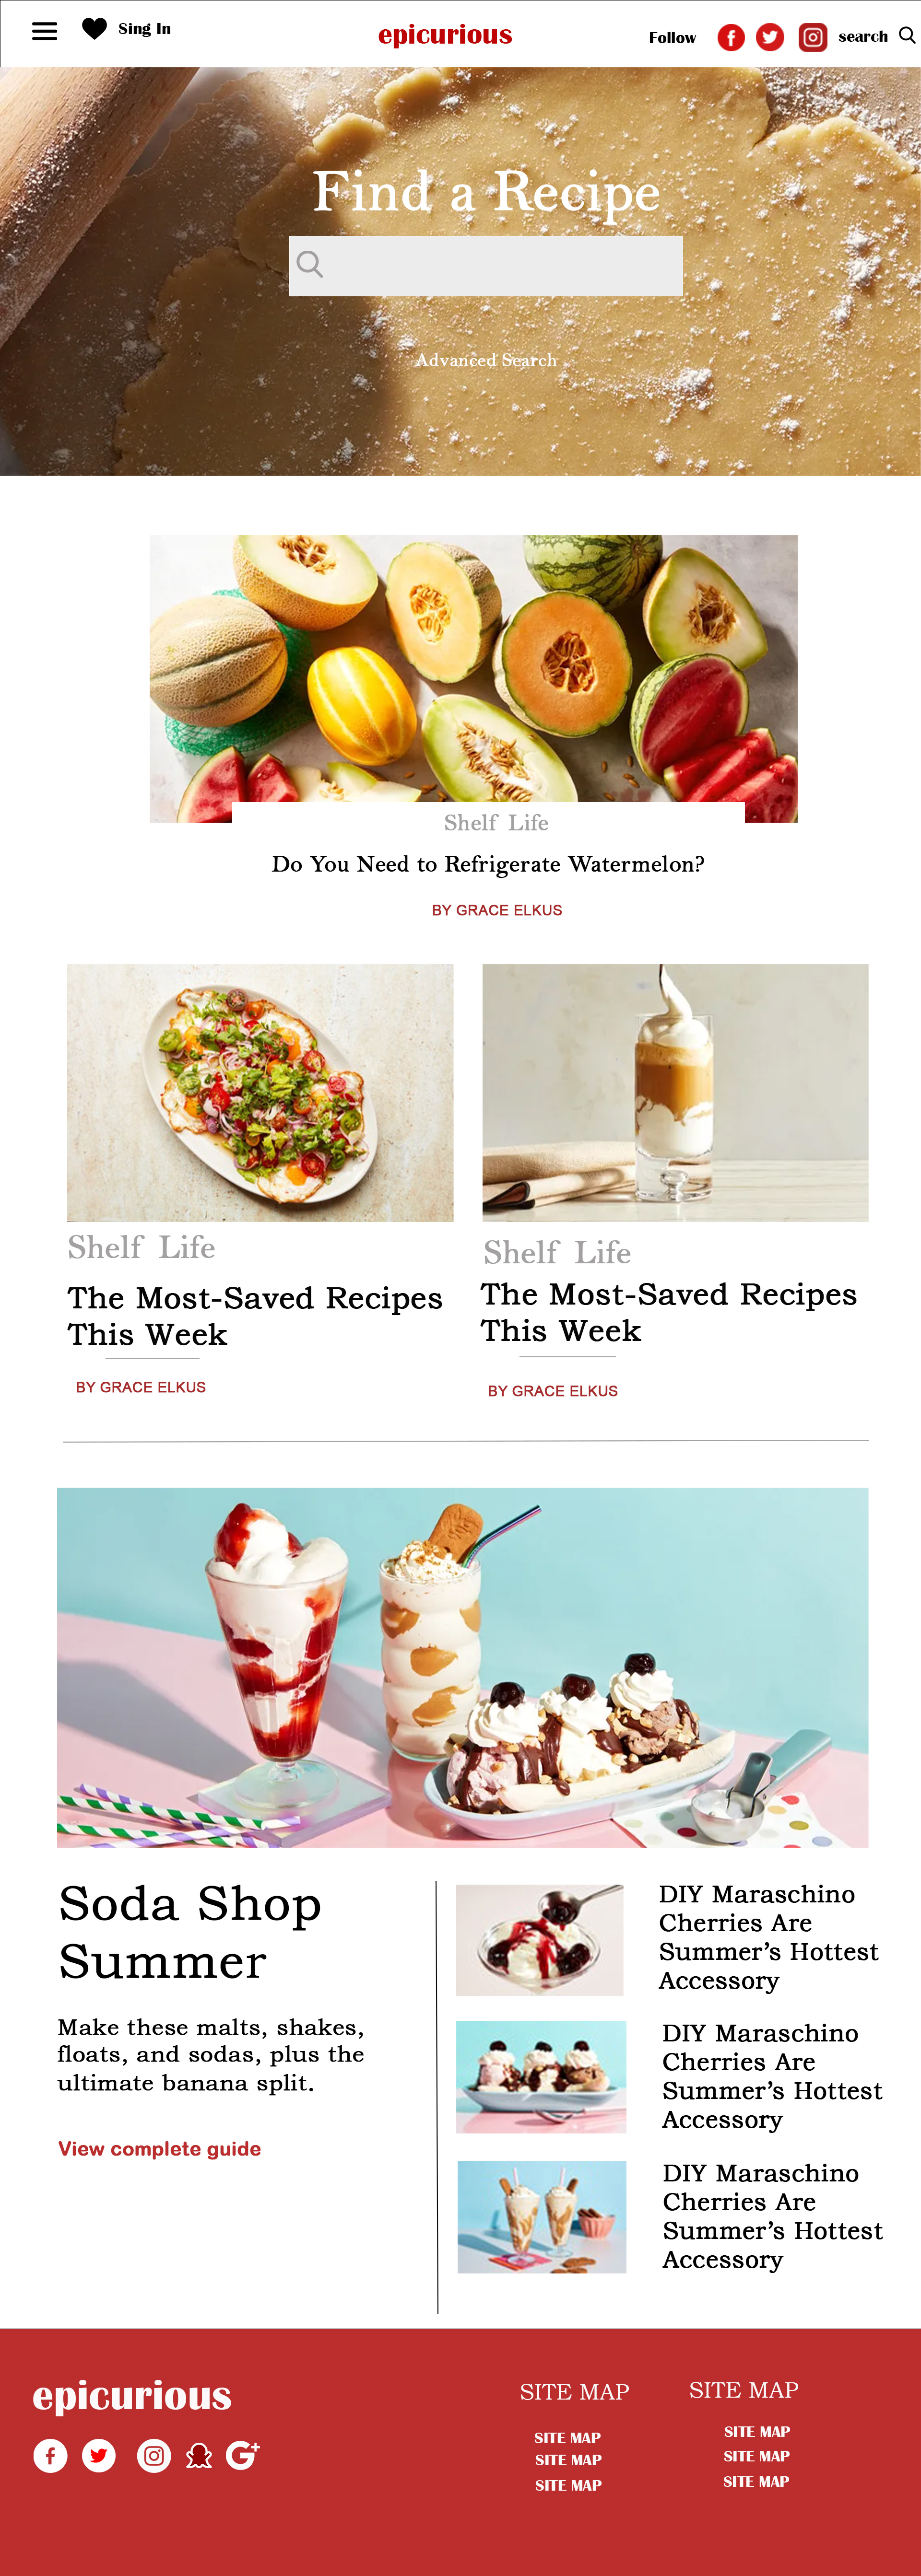 Sing In
epicurious
Follow
search
Find a Recipe
Advanced Search
Shelf Life
Do You Need to Refrigerate Watermelon?
BY GRACE ELKUS
Shelf Life
The Most-Saved Recipes
This Week
BY GRACE ELKUS
Shelf Life
The Most-Saved Recipes
This Week
BY GRACE ELKUS
Soda Shop
Summer
Make these malts, shakes,
floats, and sodas, plus the
ultimate banana split.
View complete guide
DIY Maraschino
Cherries Are
Summer’s Hottest
Accessory
DIY Maraschino
Cherries Are
Summer’s Hottest
Accessory
DIY Maraschino
Cherries Are
Summer’s Hottest
Accessory
epicurious
SITE MAP
SITE MAP
SITE MAP
SITE MAP
SITE MAP
SITE MAP
SITE MAP
SITE MAP